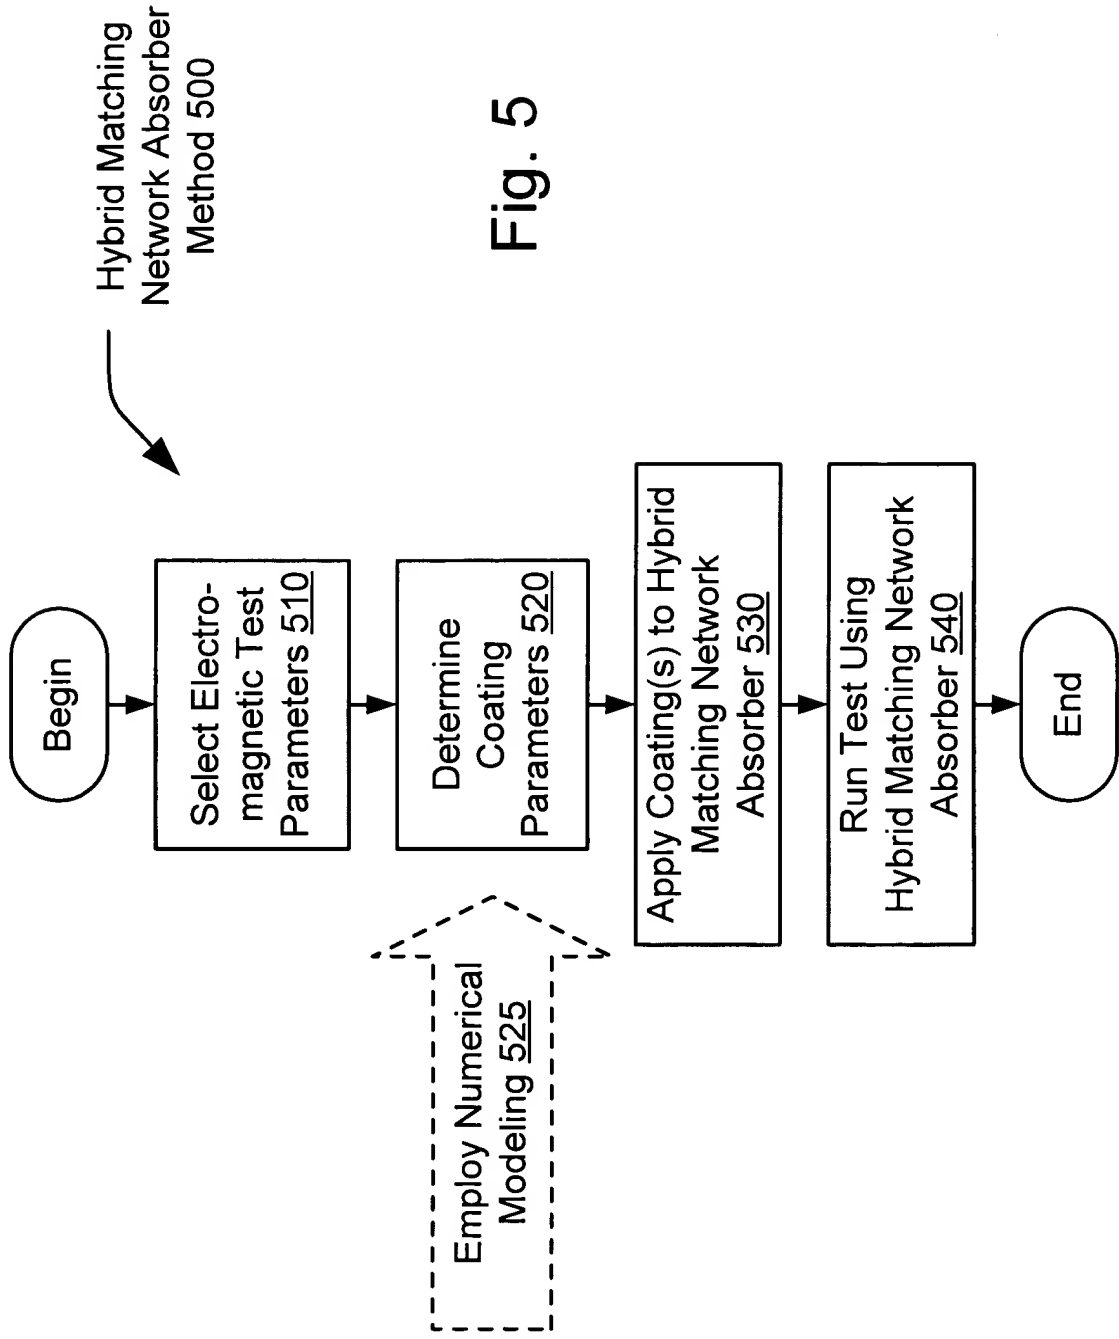 Hybrid Matching
Network Absorber
Method 500
Begin
Select Electro-
magnetic Test
Parameters 510
Determine
Coating
Parameters 520
Employ Numerical
Modeling 525
Apply Coating(s) to Hybrid
Matching Network
Absorber 530
Run Test Using
Hybrid Matching Network
Absorber 540
End
Fig. 5